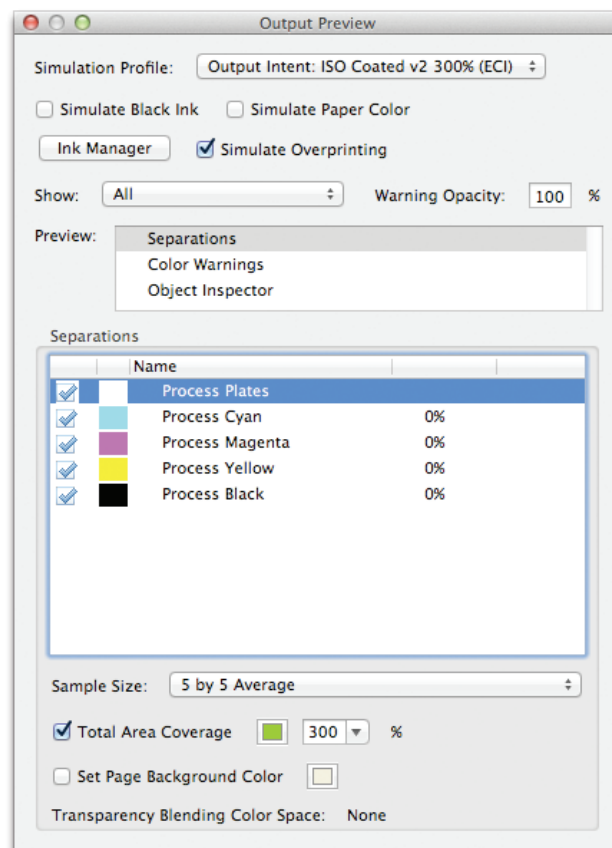 Output Preview
Simulation Profile: Output Intent: ISO Coated v2 300% (ECI)
Simulate Black Ink Simulate Paper Color
Ink Manager Simulate Overprinting
Show: All Warning Opacity: 100 %
Preview: Separations
Color Warnings
Object Inspector
Separations
Name
Process Plates
Process Cyan 0%
Process Magenta 0%
Process Yellow 0%
Process Black 0%
Sample Size: 5 by 5 Average
Total Area Coverage 300 %
Set Page Background Color
Transparency Blending Color Space: None